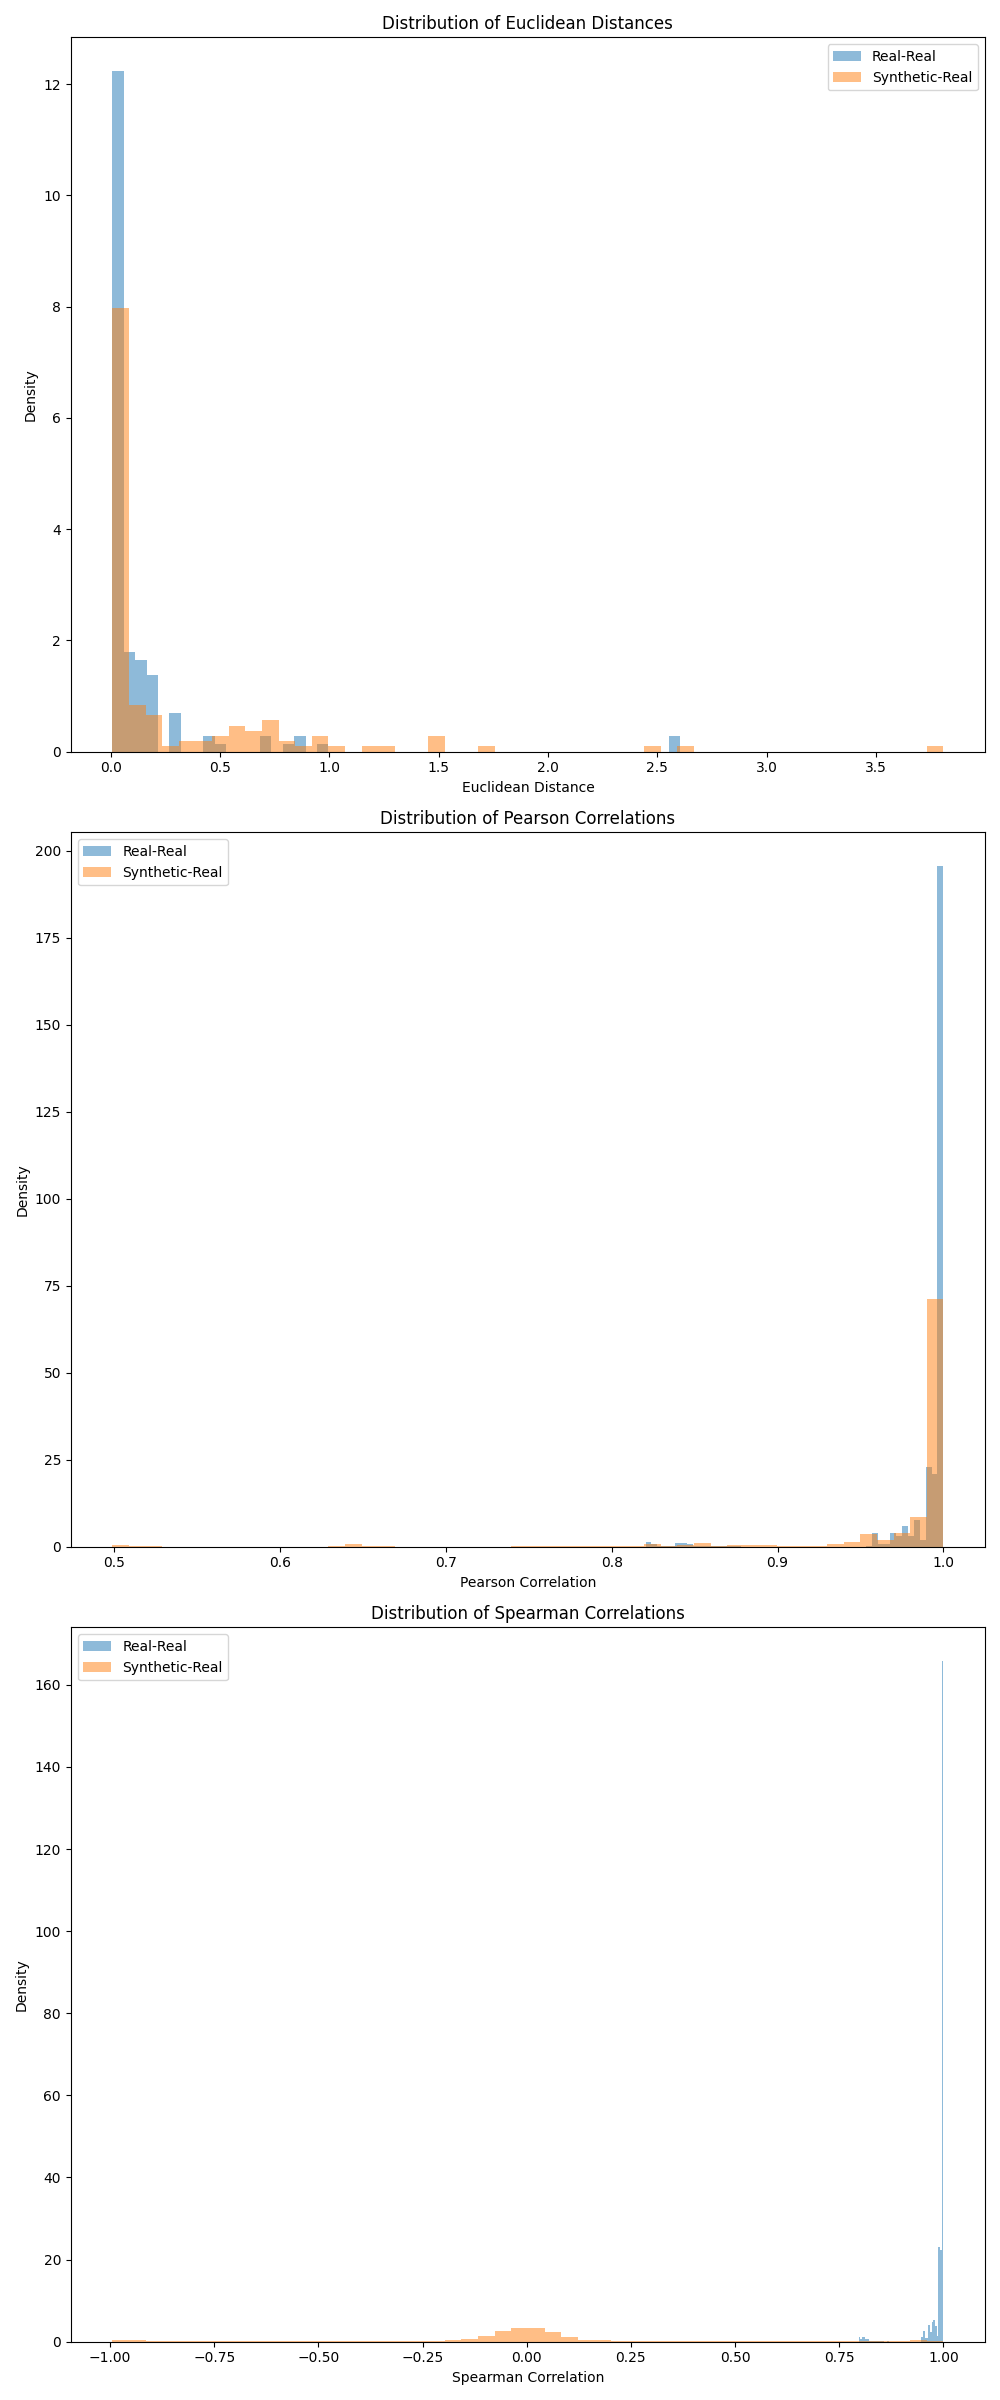 Distribution of Euclidean Distances
Real-Real
Synthetic-Real
12
10
8
6
4
2
0
Density
0.0 0.5 1.0 1.5 2.0 2.5 3.0 3.5
Euclidean Distance
Distribution of Pearson Correlations
Real-Real
Synthetic-Real
200
175
150
125
100
75
50
25
0
Density
0.5 0.6 0.7 0.8 0.9 1.0
Pearson Correlation
Distribution of Spearman Correlations
Real-Real
Synthetic-Real
160
140
120
100
80
60
40
20
0
Density
−1.00 −0.75 −0.50 −0.25 0.00 0.25 0.50 0.75 1.00
Spearman Correlation